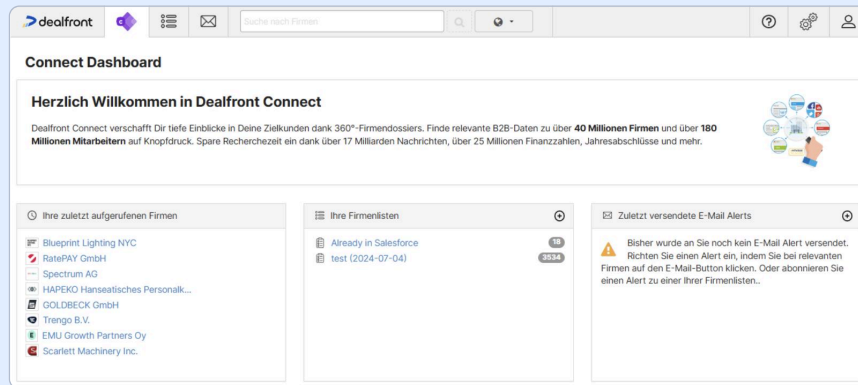 dealfront
Suche nach Firmen
Connect Dashboard
Herzlich Willkommen in Dealfront Connect
Dealfront Connect verschafft Dir tiefe Einblicke in Deine Zielkunden dank 360°-Firmendossiers. Finde relevante B2B-Daten zu über 40 Millionen Firmen und über 180
Millionen Mitarbeitern auf Knopfdruck. Spare Recherchezeit ein dank über 17 Milliarden Nachrichten, über 25 Millionen Finanzzahlen, Jahresabschlüsse und mehr.
Ihre zuletzt aufgerufenen Firmen
Blueprint Lighting NYC
RatePAY GmbH
Spectrum AG
HAPEKO Hanseatisches Personalk...
GOLDBECK GmbH
Trengo B.V.
EMU Growth Partners Oy
Scarlett Machinery Inc.
Ihre Firmenlisten
Already in Salesforce 18
test (2024-07-04) 3534
Zuletzt versendete E-Mail Alerts
Bisher wurde an Sie noch kein E-Mail Alert versendet.
Richten Sie einen Alert ein, indem Sie bei relevanten
Firmen auf den E-Mail-Button klicken. Oder abonnieren Sie
einen Alert zu einer Ihrer Firmenlisten..